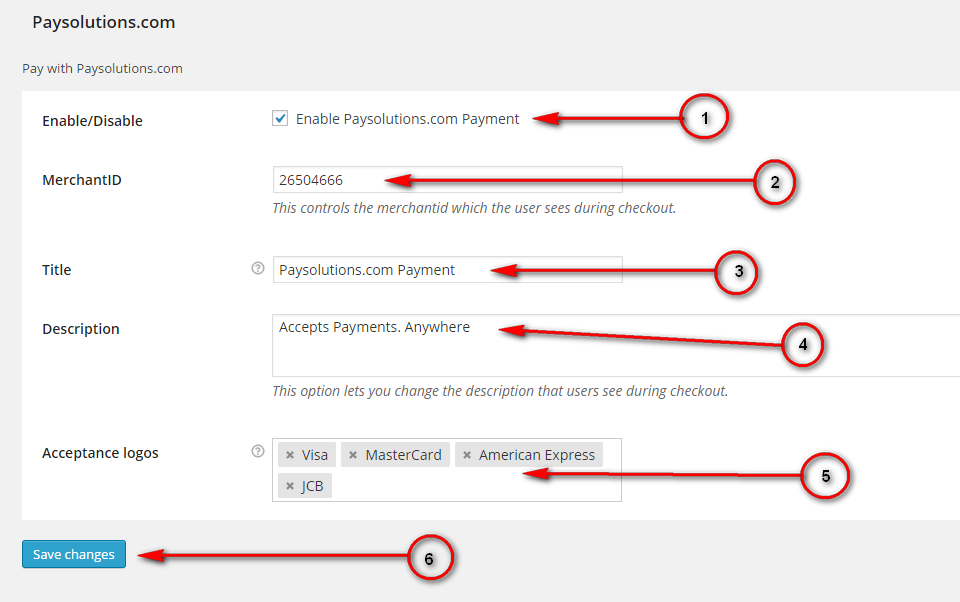 Paysolutions.com
Pay with Paysolutions.com
Enable/Disable
Enable Paysolutions.com Payment
1
MerchantID
26504666
2
This controls the merchantid which the user sees during checkout.
Title
?
Paysolutions.com Payment
3
Description
Accepts Payments. Anywhere
4
This option lets you change the description that users see during checkout.
Acceptance logos
?
× Visa × MasterCard × American Express
× JCB
5
Save changes
6